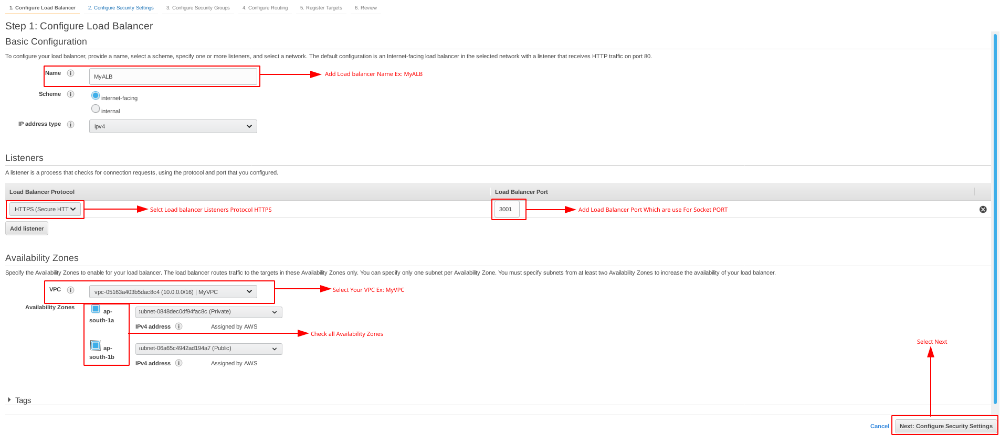 1. Configure Load Balancer 2. Configure Security Settings 3. Configure Security Groups 4. Configure Routing 5. Register Targets 6. Review
Step 1: Configure Load Balancer
Basic Configuration
To configure your load balancer, provide a name, select a scheme, specify one or more listeners, and select a network. The default configuration is an Internet-facing load balancer in the selected network with a listener that receives HTTP traffic on port 80.
Name MyALB Add Load balancer Name Ex: MyALB
Scheme internet-facing
internal
IP address type ipv4
Listeners
A listener is a process that checks for connection requests, using the protocol and port that you configured.
Load Balancer Protocol Load Balancer Port
HTTPS (Secure HTT Selct Load balancer Listeners Protocol HTTPS 3001 Add Load Balancer Port Which are use For Socket PORT
Add listener
Availability Zones
Specify the Availability Zones to enable for your load balancer. The load balancer routes traffic to the targets in these Availability Zones only. You can specify only one subnet per Availability Zone. You must specify subnets from at least two Availability Zones to increase the availability of your load balancer.
VPC vpc-05163a403b5dac8c4 (10.0.0.0/16) | MyVPC Select Your VPC Ex: MyVPC
Availability Zones ap- subnet-0848dec0df94fac8c (Private)
south-1a
IPv4 address Assigned by AWS
Check all Availability Zones
ap- subnet-06a65c4942ad194a7 (Public)
south-1b
IPv4 address Assigned by AWS
Select Next
Tags
Cancel Next: Configure Security Settings